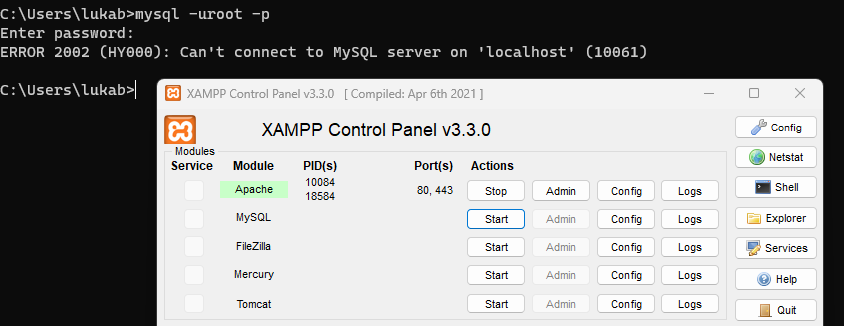 C:\Users\lukab>mysql -uroot -p
Enter password:
ERROR 2002 (HY000): Can't connect to MySQL server on 'localhost' (10061)
C:\Users\lukab>
XAMPP Control Panel v3.3.0 [ Compiled: Apr 6th 2021 ]
XAMPP Control Panel v3.3.0
Config
Modules
Service Module PID(s) Port(s) Actions
Netstat
Apache 10084 18584 80, 443 Stop Admin Config Logs
Shell
MySQL Start Admin Config Logs
Explorer
FileZilla Start Admin Config Logs
Services
Mercury Start Admin Config Logs
Help
Tomcat Start Admin Config Logs
Quit